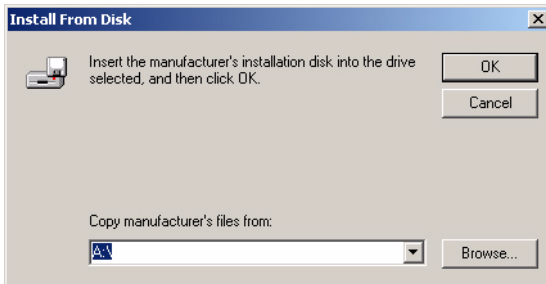 Install From Disk
Insert the manufacturer's installation disk into the drive
selected, and then click OK.
OK
Cancel
Copy manufacturer's files from:
A:\
Browse...